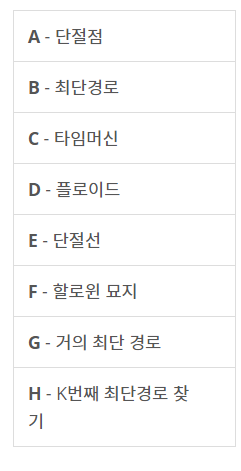 A - 단절점
B - 최단경로
C - 타임머신
D - 플로이드
E - 단절선
F - 할로윈 묘지
G - 거의 최단 경로
H - K번째 최단경로 찾
기